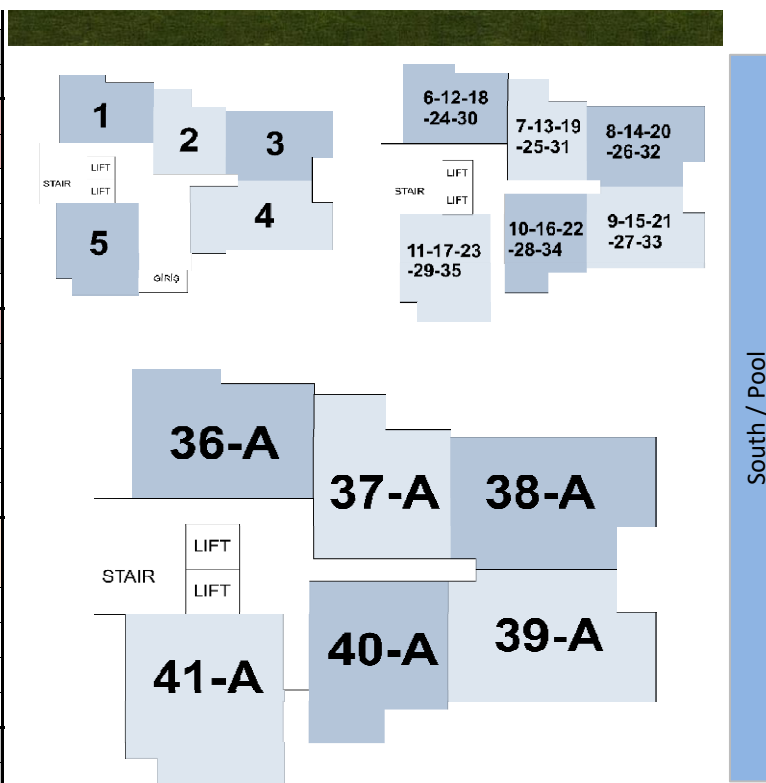 1
2
3
LIFT
STAIR
LIFT
4
5
GİRİŞ
6-12-18
-24-30
7-13-19
-25-31
8-14-20
-26-32
LIFT
STAIR
LIFT
10-16-22
-28-34
9-15-21
-27-33
11-17-23
-29-35
36-A
37-A
38-A
LIFT
STAIR
LIFT
41-A
40-A
39-A
South / Pool